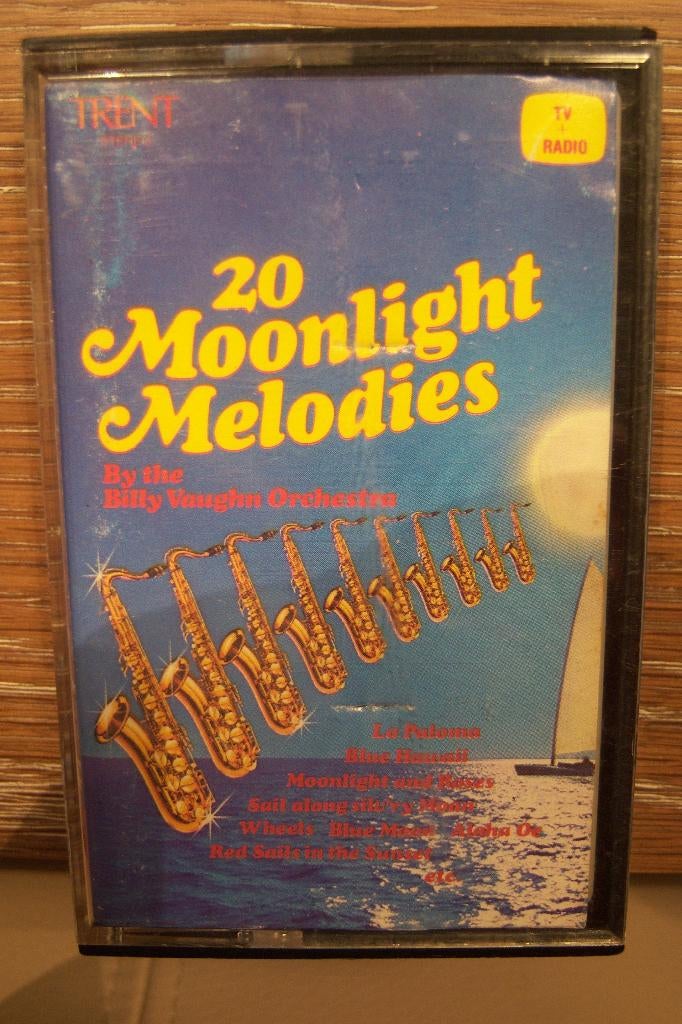 TRENT
TV
+
RADIO
20
Moonlight
Melodies
By the
Billy Vaughn Orchestra
La Paloma
Blue Hawaii
Moonlight and Roses
Sail along silv'ry Moon
Wheels Blue Moon Aloha Oe
Red Sails in the Sunset
etc.